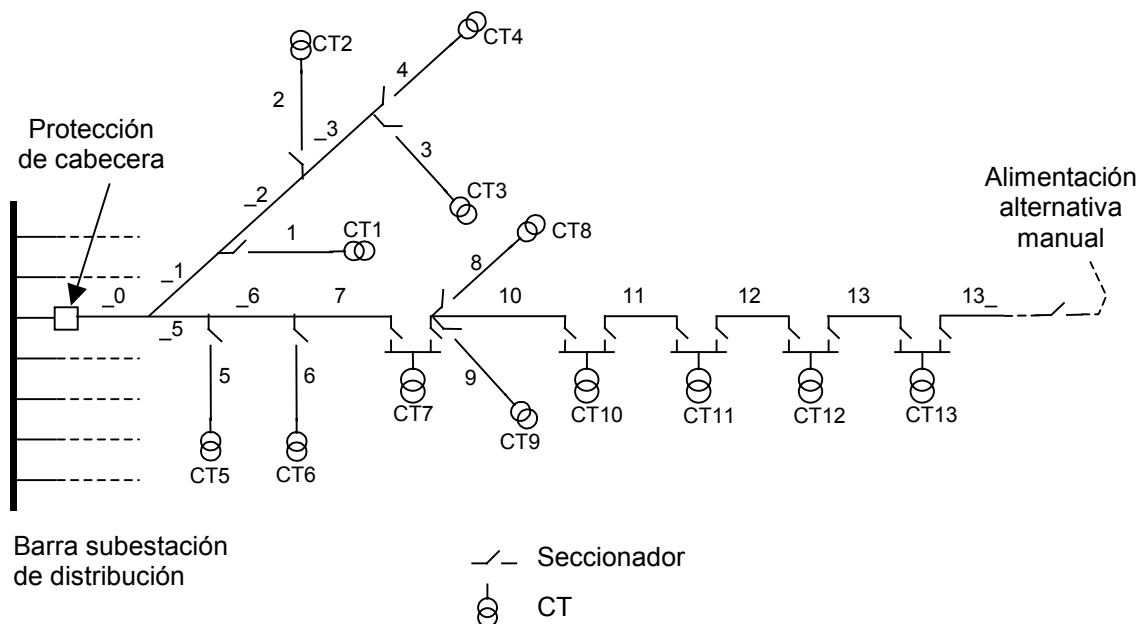 CT4
CT2
4
2
_3
Protección
de cabecera
3
CT3
_2
Alimentación
alternativa
manual
1
CT1
CT8
_1
8
_0
_6
7
10
11
12
13
13_
_5
5
6
9
CT7
CT10
CT11
CT12
CT13
CT9
CT5
CT6
Barra subestación
de distribución
Seccionador
CT